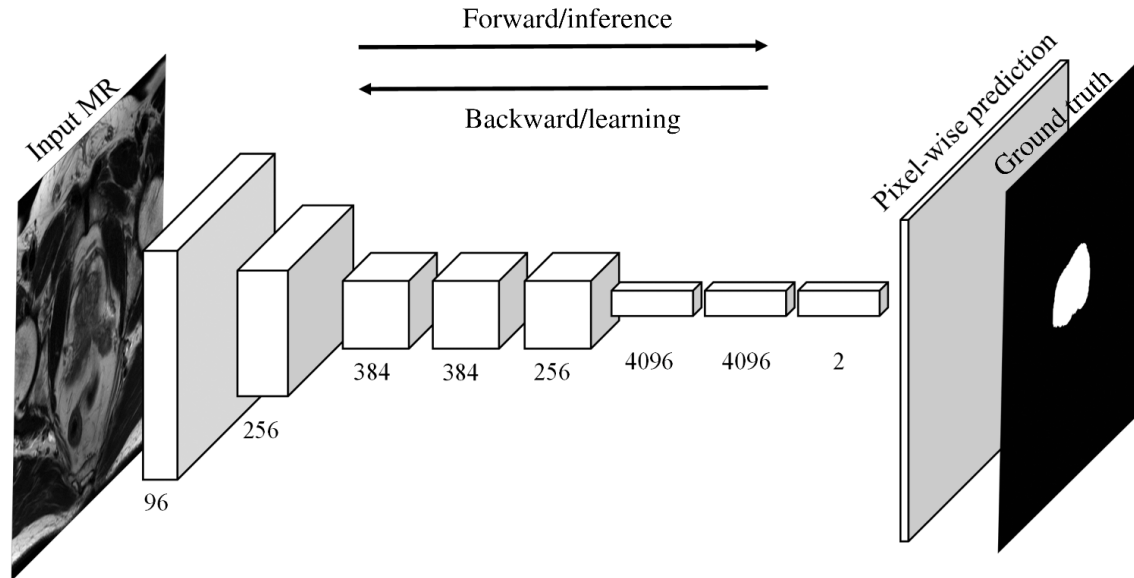 Forward/inference
Backward/learning
Input MR
Pixel-wise prediction
Ground truth
96
256
384
384
256
4096
4096
2